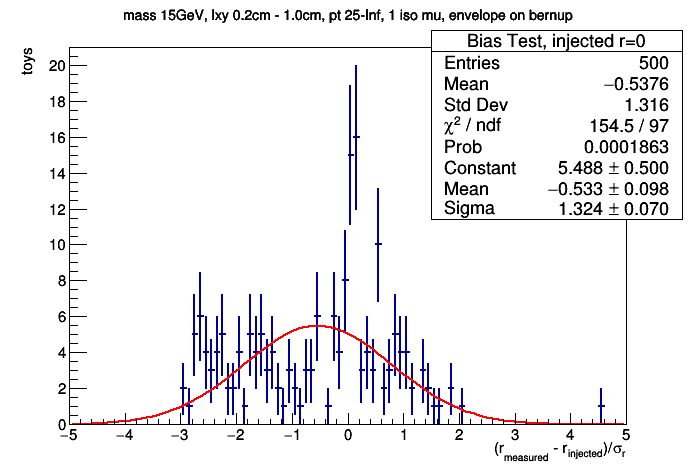 mass 15GeV, lxy 0.2cm - 1.0cm, pt 25-Inf, 1 iso mu, envelope on bernup
toys
Bias Test, injected r=0
Entries 500
Mean −0.5376
Std Dev 1.316
χ² / ndf 154.5 / 97
Prob 0.0001863
Constant 5.488 ± 0.500
Mean −0.533 ± 0.098
Sigma 1.324 ± 0.070
20
18
16
14
12
10
8
6
4
2
0
−5 −4 −3 −2 −1 0 1 2 3 4 5
(r_measured - r_injected)/σ_r